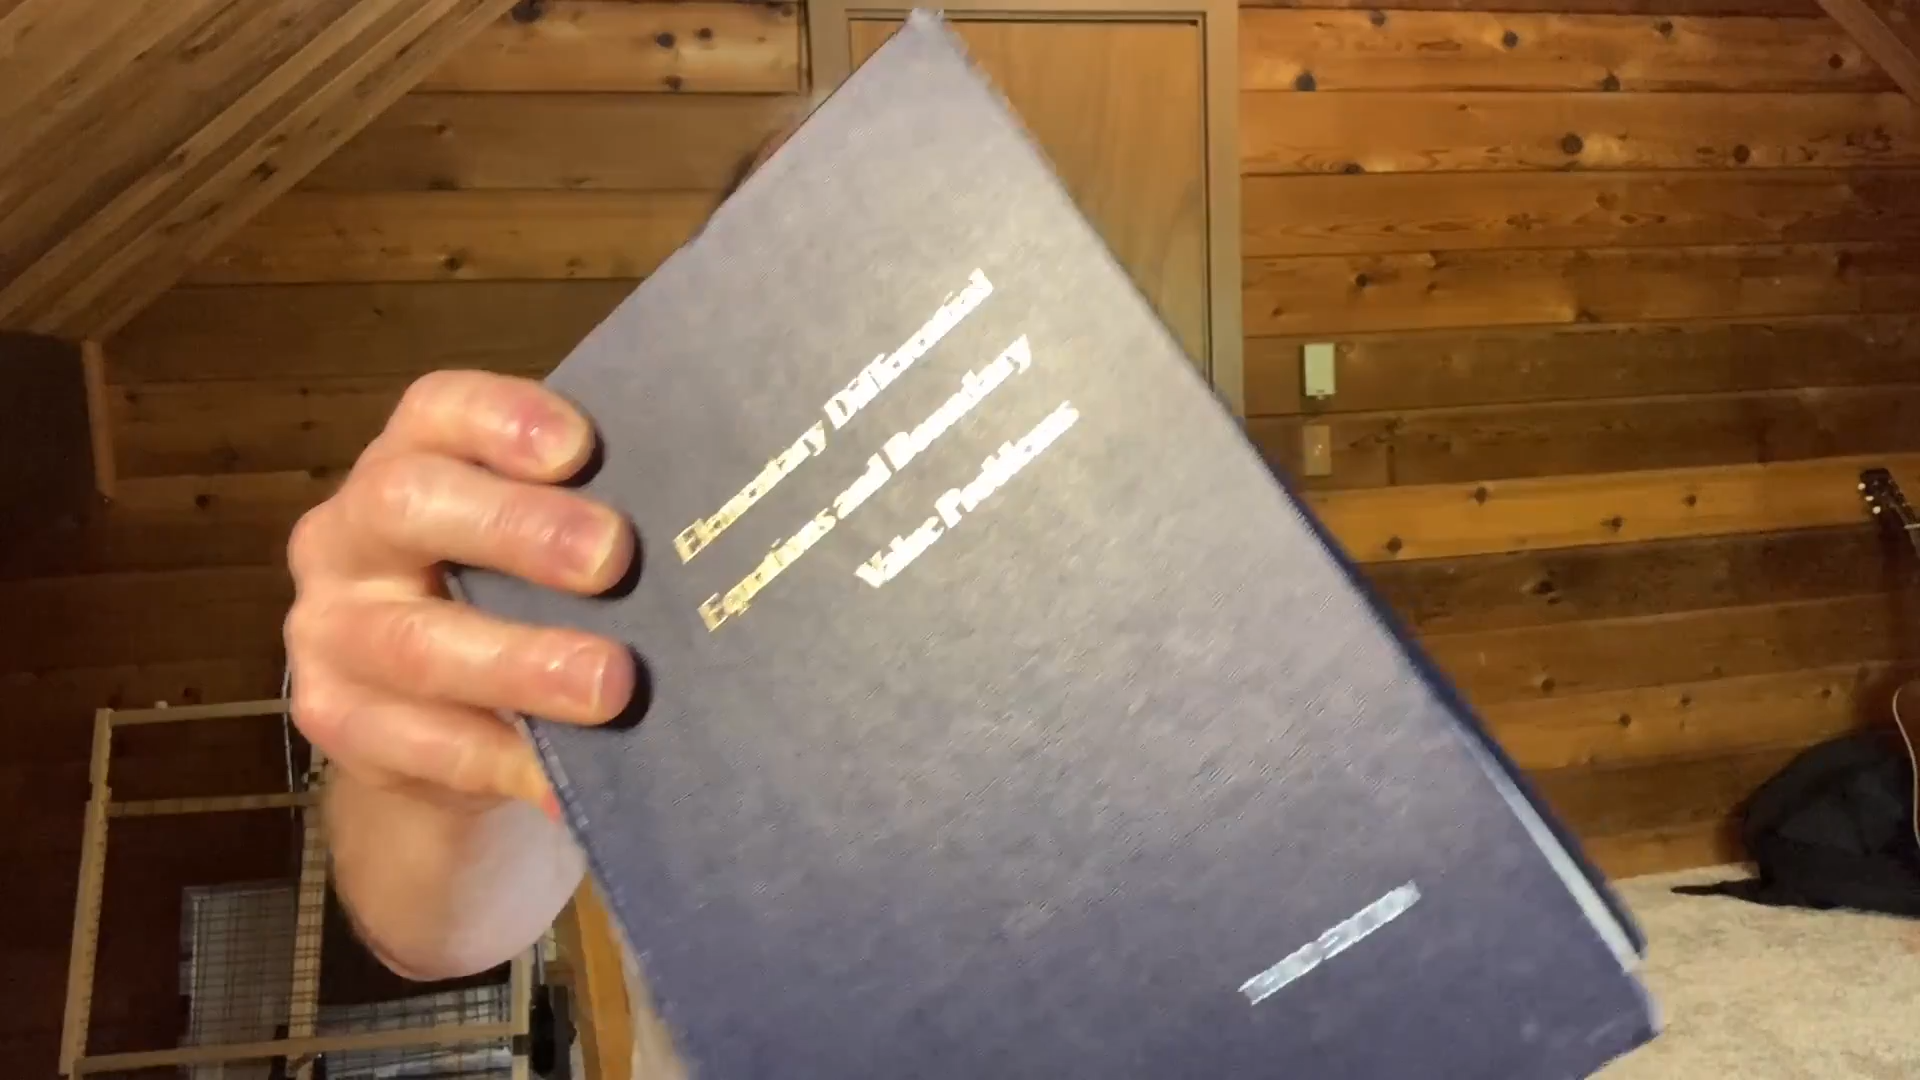 Elementary Differential
Equations and Boundary
Value Problems